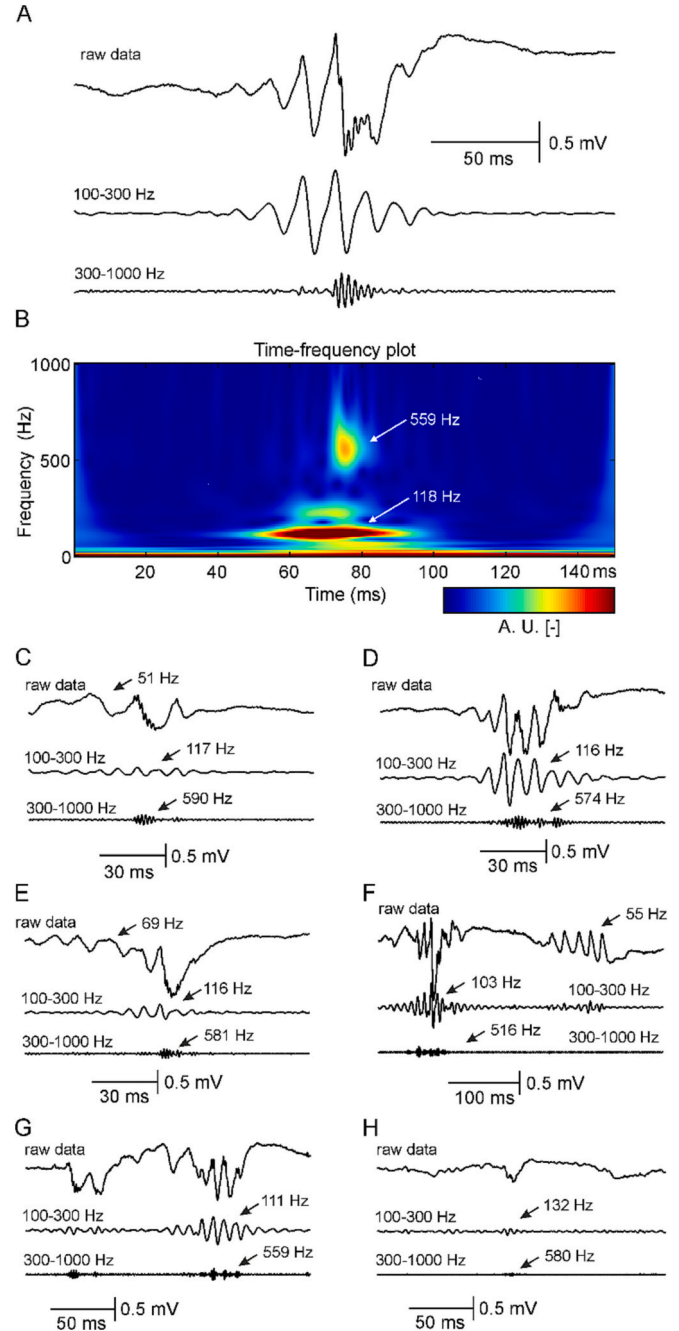 A
raw data
0.5 mV
50 ms
100-300 Hz
300-1000 Hz
B
Time-frequency plot
1000
559 Hz
500
118 Hz
0
20 40 60 80 100 120 140 ms
Frequency (Hz)
Time (ms)
A. U. [-]
C
raw data
51 Hz
100-300 Hz
117 Hz
300-1000 Hz
590 Hz
0.5 mV
30 ms
D
raw data
100-300 Hz
116 Hz
300-1000 Hz
574 Hz
0.5 mV
30 ms
E
raw data
69 Hz
100-300 Hz
116 Hz
300-1000 Hz
581 Hz
0.5 mV
30 ms
F
raw data
55 Hz
103 Hz
100-300 Hz
516 Hz
300-1000 Hz
0.5 mV
100 ms
G
raw data
100-300 Hz
111 Hz
300-1000 Hz
559 Hz
0.5 mV
50 ms
H
raw data
100-300 Hz
132 Hz
300-1000 Hz
580 Hz
0.5 mV
50 ms